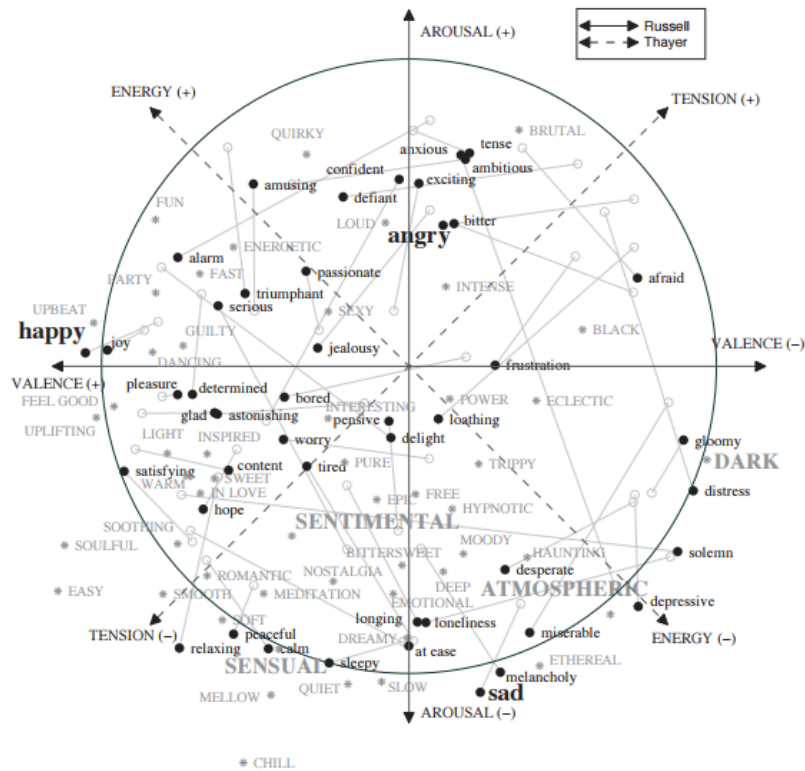 AROUSAL (+)
Russell
Thayer
ENERGY (+)
TENSION (+)
QUIRKY
BRUTAL
anxious
tense
confident
ambitious
amusing
exciting
defiant
FUN
LOUD
bitter
angry
ENERGETIC
alarm
FAST
passionate
afraid
PARTY
triumphant
INTENSE
serious
SEXY
UPBEAT
GUILTY
BLACK
happy
joy
jealousy
VALENCE (−)
DANCING
frustration
VALENCE (+)
pleasure
determined
bored
FEEL GOOD
INTERESTING
POWER
ECLECTIC
glad
astonishing
pensive
loathing
UPLIFTING
LIGHT
INSPIRED
worry
delight
gloomy
content
tired
PURE
TRIPPY
DARK
satisfying
SWEET
WARM
IN LOVE
distress
EPIC
FREE
hope
HYPNOTIC
SENTIMENTAL
SOOTHING
SOULFUL
MOODY
solemn
BITTERSWEET
HAUNTING
desperate
ROMANTIC
NOSTALGIA
DEEP
ATMOSPHERIC
EASY
SMOOTH
MEDITATION
EMOTIONAL
depressive
SOFT
longing
loneliness
TENSION (−)
peaceful
DREAMY
miserable
ENERGY (−)
relaxing
calm
at ease
SENSUAL
sleepy
ETHEREAL
melancholy
QUIET
SLOW
sad
MELLOW
AROUSAL (−)
CHILL